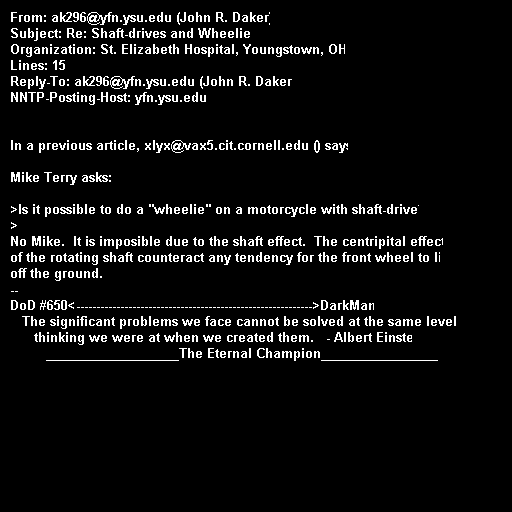 From: ak296@yfn.ysu.edu (John R. Daker)
Subject: Re: Shaft-drives and Wheelie
Organization: St. Elizabeth Hospital, Youngstown, OH
Lines: 15
Reply-To: ak296@yfn.ysu.edu (John R. Daker
NNTP-Posting-Host: yfn.ysu.edu
In a previous article, xlyx@vax5.cit.cornell.edu () says
Mike Terry asks:
>Is it possible to do a "wheelie" on a motorcycle with shaft-drive
>
No Mike.  It is imposible due to the shaft effect.  The centripital effect
of the rotating shaft counteract any tendency for the front wheel to li
off the ground.
--
DoD #650<----------------------------------------------------------->DarkMan
The significant problems we face cannot be solved at the same level
thinking we were at when we created them.   - Albert Einste
___________________The Eternal Champion_________________